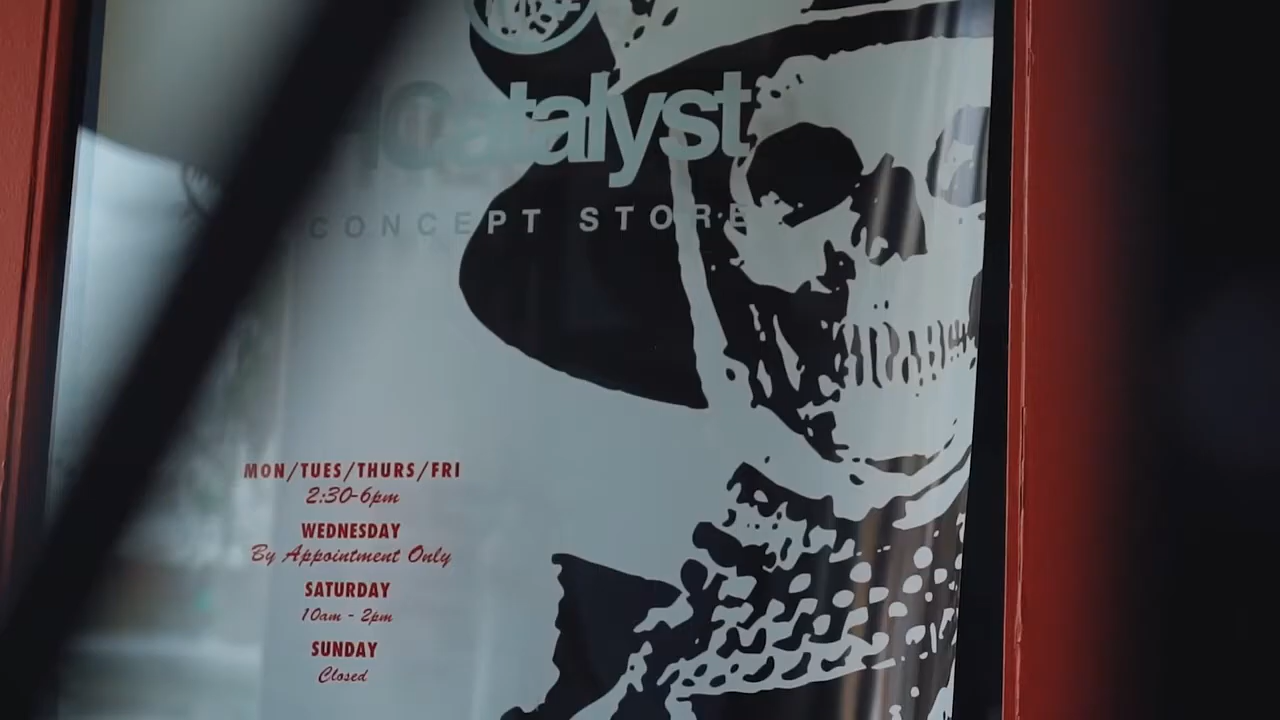 Catalyst
CONCEPT STORE
MON/TUES/THURS/FRI
2:30-6pm
WEDNESDAY
By Appointment Only
SATURDAY
10am - 2pm
SUNDAY
Closed